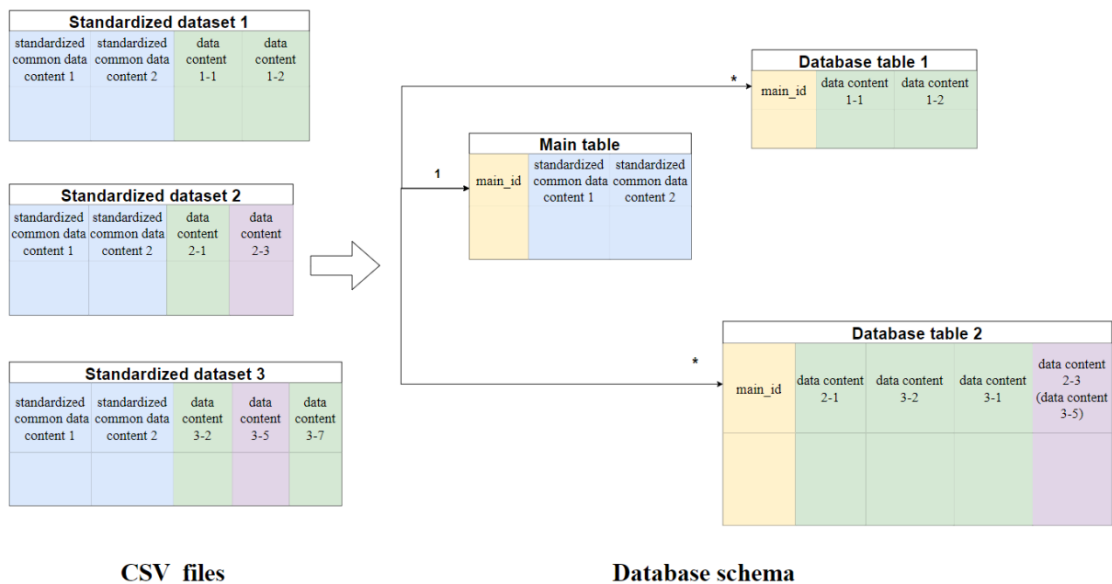 Standardized dataset 1
standardized
common data
content 1
standardized
common data
content 2
data
content
1-1
data
content
1-2
Standardized dataset 2
standardized
common data
content 1
standardized
common data
content 2
data
content
2-1
data
content
2-3
Standardized dataset 3
standardized
common data
content 1
standardized
common data
content 2
data
content
3-2
data
content
3-5
data
content
3-7
CSV files
1
*
*
Main table
main_id
standardized
common data
content 1
standardized
common data
content 2
Database table 1
main_id
data content
1-1
data content
1-2
Database table 2
main_id
data content
2-1
data content
3-2
data content
3-1
data content
2-3
(data content
3-5)
Database schema